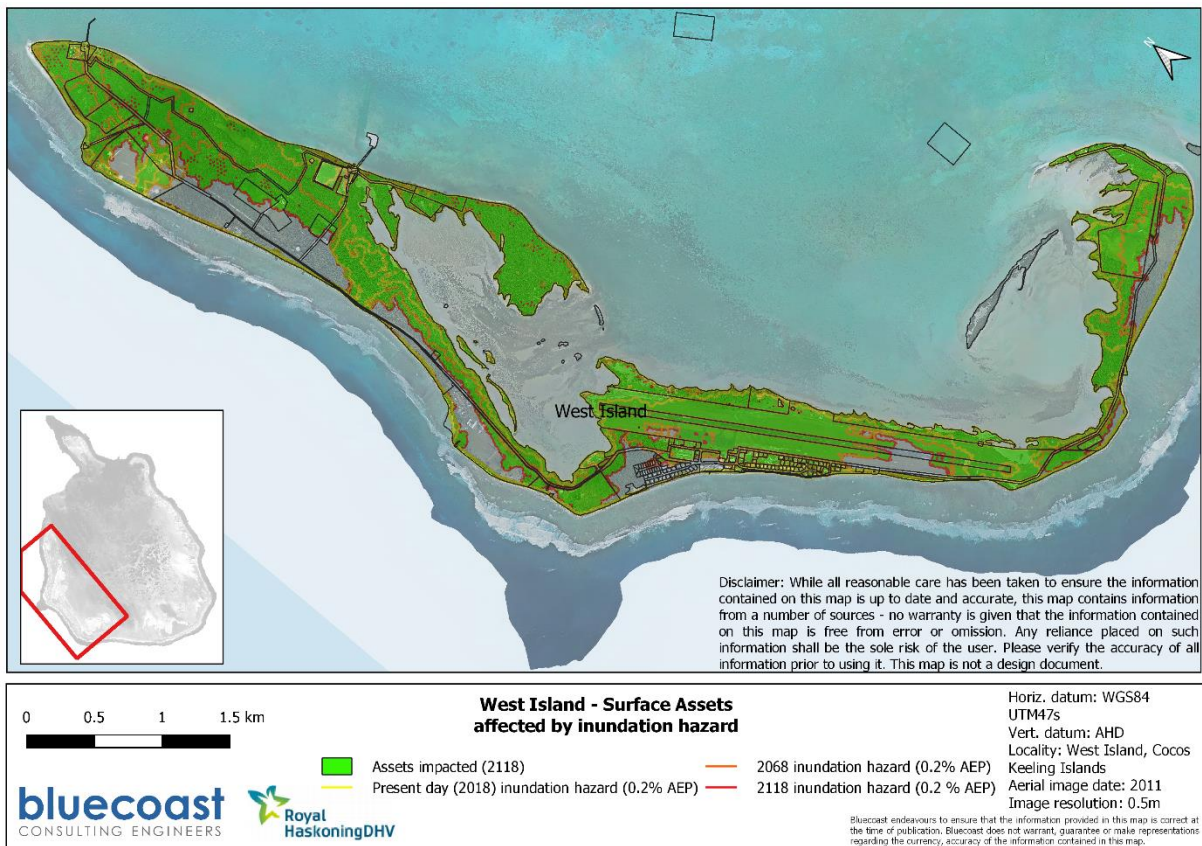 N
West Island
Disclaimer: While all reasonable care has been taken to ensure the information
contained on this map is up to date and accurate, this map contains information
from a number of sources - no warranty is given that the information contained
on this map is free from error or omission. Any reliance placed on such
information shall be the sole risk of the user. Please verify the accuracy of all
information prior to using it. This map is not a design document.
0 0.5 1 1.5 km
West Island - Surface Assets
affected by inundation hazard
Assets impacted (2118)
Present day (2018) inundation hazard (0.2% AEP)
2068 inundation hazard (0.2% AEP)
2118 inundation hazard (0.2 % AEP)
Horiz. datum: WGS84
UTM47s
Vert. datum: AHD
Locality: West Island, Cocos
Keeling Islands
Aerial image date: 2011
Image resolution: 0.5m
bluecoast
CONSULTING ENGINEERS
Royal
HaskoningDHV
Bluecoast endeavours to ensure that the information provided in this map is correct at
the time of publication. Bluecoast does not warrant, guarantee or make representations
regarding the currency, accuracy of the information contained in this map.